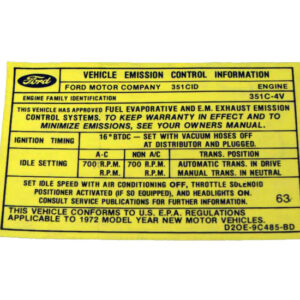 Ford
VEHICLE EMISSION CONTROL INFORMATION
FORD MOTOR COMPANY 351CID ENGINE
ENGINE FAMILY IDENTIFICATION 351C-4V
THIS VEHICLE HAS APPROVED FUEL EVAPORATIVE AND E.M. EXHAUST EMISSION
CONTROL SYSTEMS. TO KEEP WARRANTY IN EFFECT AND TO
MINIMIZE EMISSIONS, SEE YOUR OWNERS MANUAL.
IGNITION TIMING 16° BTDC - SET WITH VACUUM HOSES OFF
AT DISTRIBUTOR AND PLUGGED.
IDLE SETTING A-C NON A/C TRANS. POSITION
700 R.P.M. 700 R.P.M. AUTOMATIC TRANS. IN DRIVE
R.P.M. R.P.M. MANUAL TRANS. IN NEUTRAL
SET IDLE SPEED WITH AIR CONDITIONING OFF, THROTTLE SOLENOID
POSITIONER ACTIVATED (IF SO EQUIPPED), AND HEADLIGHTS ON.
CONSULT SERVICE PUBLICATIONS FOR FURTHER INFORMATION. 63
THIS VEHICLE CONFORMS TO U.S. E.P.A. REGULATIONS
APPLICABLE TO 1972 MODEL YEAR NEW MOTOR VEHICLES.
D2OE-9C485-BD